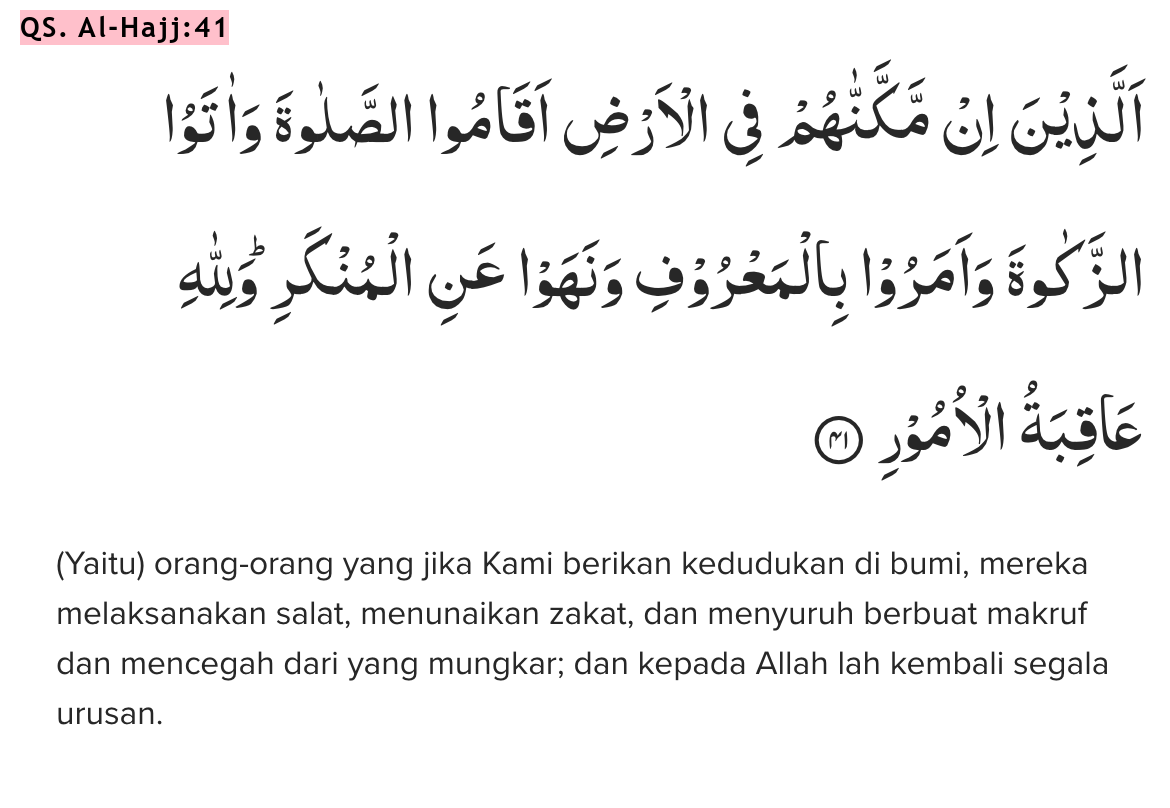 QS. Al-Hajj:41
اَلَّذِيْنَ اِنْ مَّكَّنّٰهُمْ فِى الْاَرْضِ اَقَامُوا الصَّلٰوةَ وَاٰتَوُا
الزَّكٰوةَ وَاَمَرُوْا بِالْمَعْرُوْفِ وَنَهَوْا عَنِ الْمُنْكَرِۗ وَلِلّٰهِ
عَاقِبَةُ الْاُمُوْرِ ٤١
(Yaitu) orang-orang yang jika Kami berikan kedudukan di bumi, mereka
melaksanakan salat, menunaikan zakat, dan menyuruh berbuat makruf
dan mencegah dari yang mungkar; dan kepada Allah lah kembali segala
urusan.